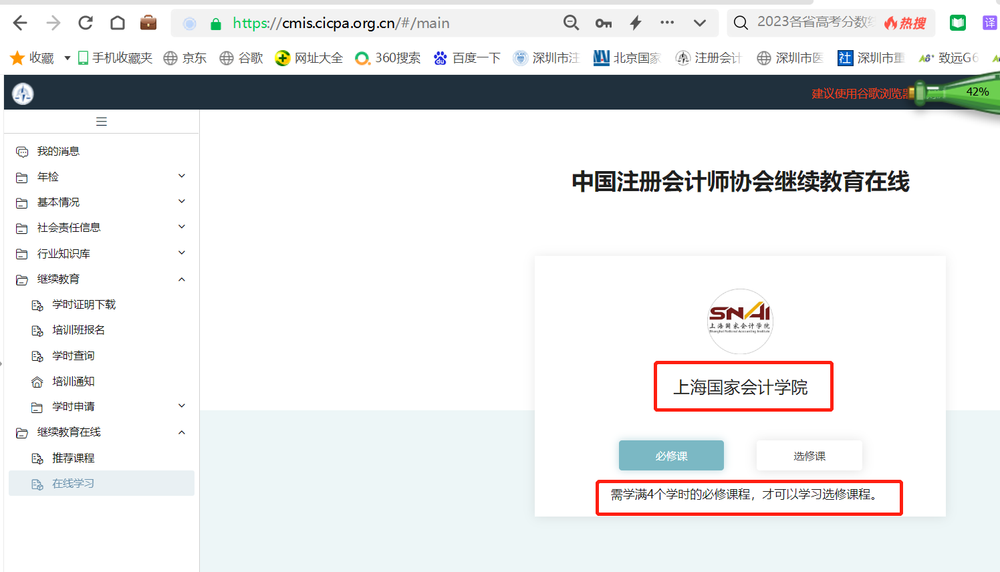 https://cmis.cicpa.org.cn/#/main
2023各省高考分数
热搜
译
收藏
手机收藏夹
京东
谷歌
网址大全
360搜索
百度一下
深圳市注
北京国家
注册会计
深圳市医
社
深圳市重
致远G6
建议使用谷歌浏览器
42%
我的消息
年检
基本情况
社会责任信息
行业知识库
继续教育
学时证明下载
培训班报名
学时查询
培训通知
学时申请
继续教育在线
推荐课程
在线学习
中国注册会计师协会继续教育在线
SNAI
上海国家会计学院
Shanghai National Accounting Institute
上海国家会计学院
必修课
选修课
需学满4个学时的必修课程，才可以学习选修课程。